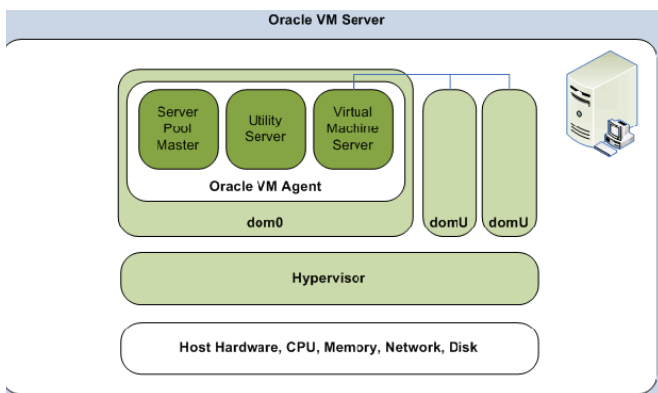 Oracle VM Server
Server
Pool
Master
Utility
Server
Virtual
Machine
Server
Oracle VM Agent
dom0
domU
domU
Hypervisor
Host Hardware, CPU, Memory, Network, Disk